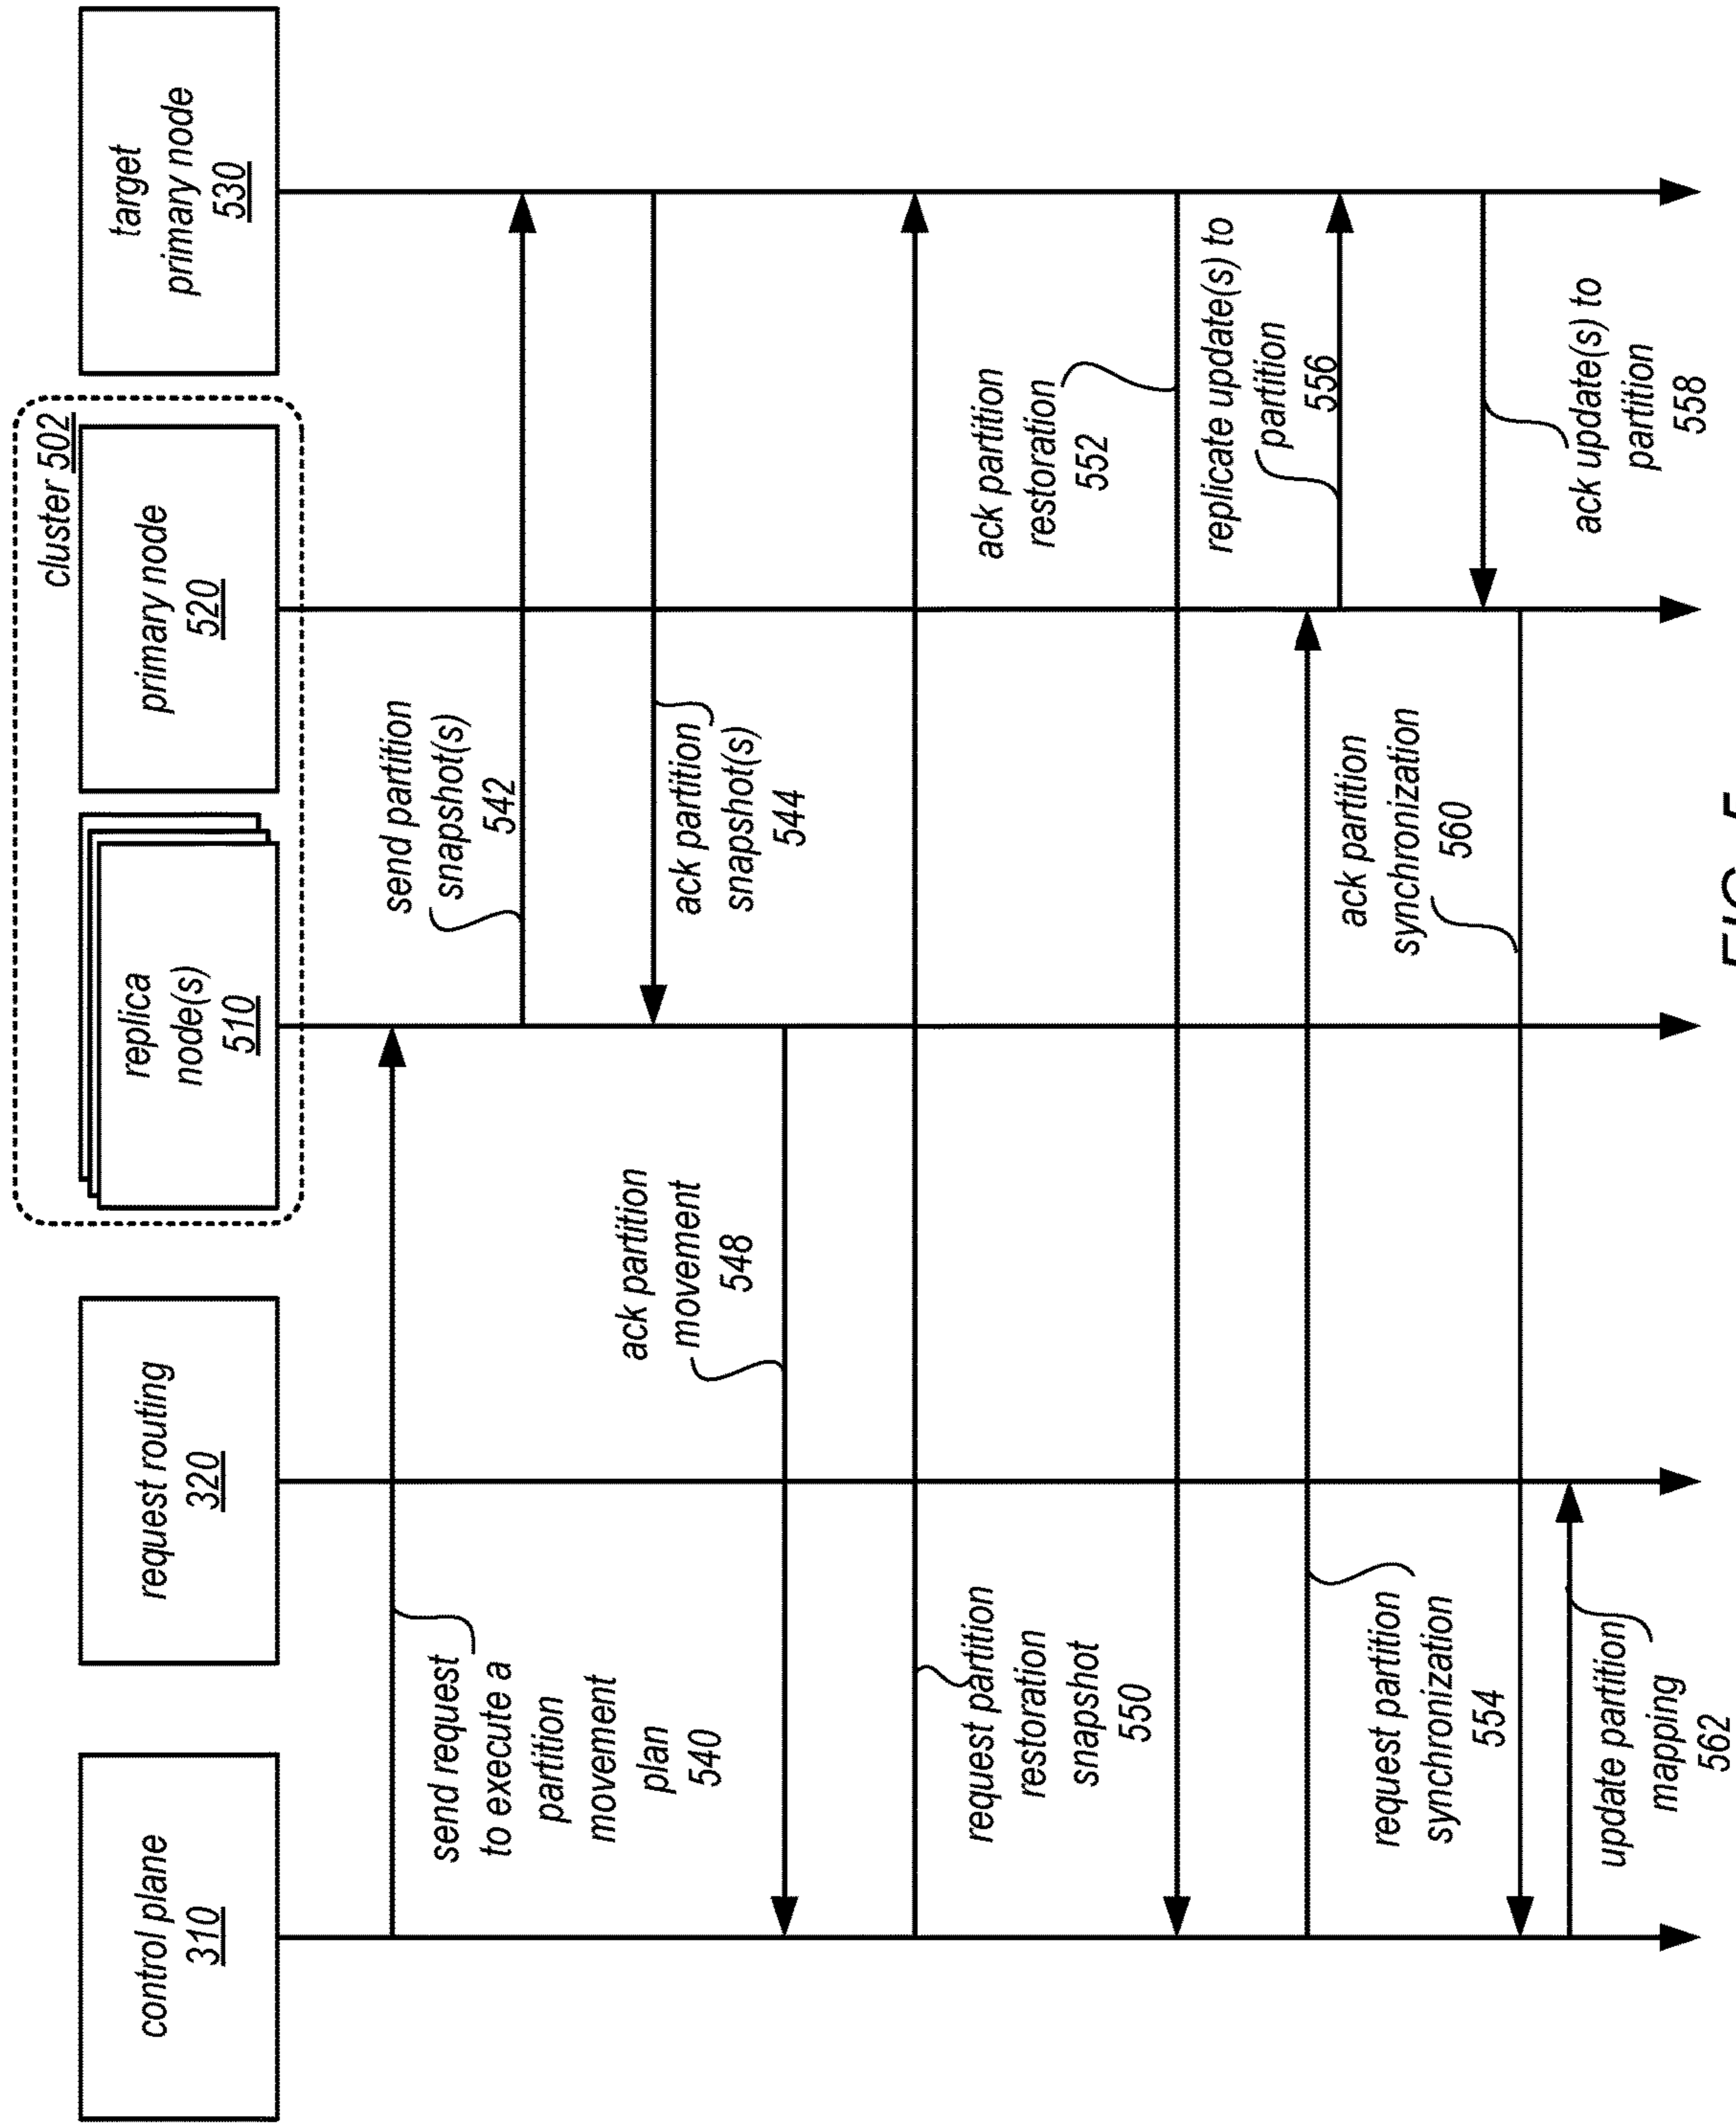 control plane
310
request routing
320
cluster 502
replica
node(s)
510
primary node
520
target
primary node
530
send request
to execute a
partition
movement
plan
540
send partition
snapshot(s)
542
ack partition
snapshot(s)
544
ack partition
movement
548
request partition
restoration
snapshot
550
ack partition
restoration
552
request partition
synchronization
554
replicate update(s) to
partition
556
ack update(s) to
partition
558
ack partition
synchronization
560
update partition
mapping
562